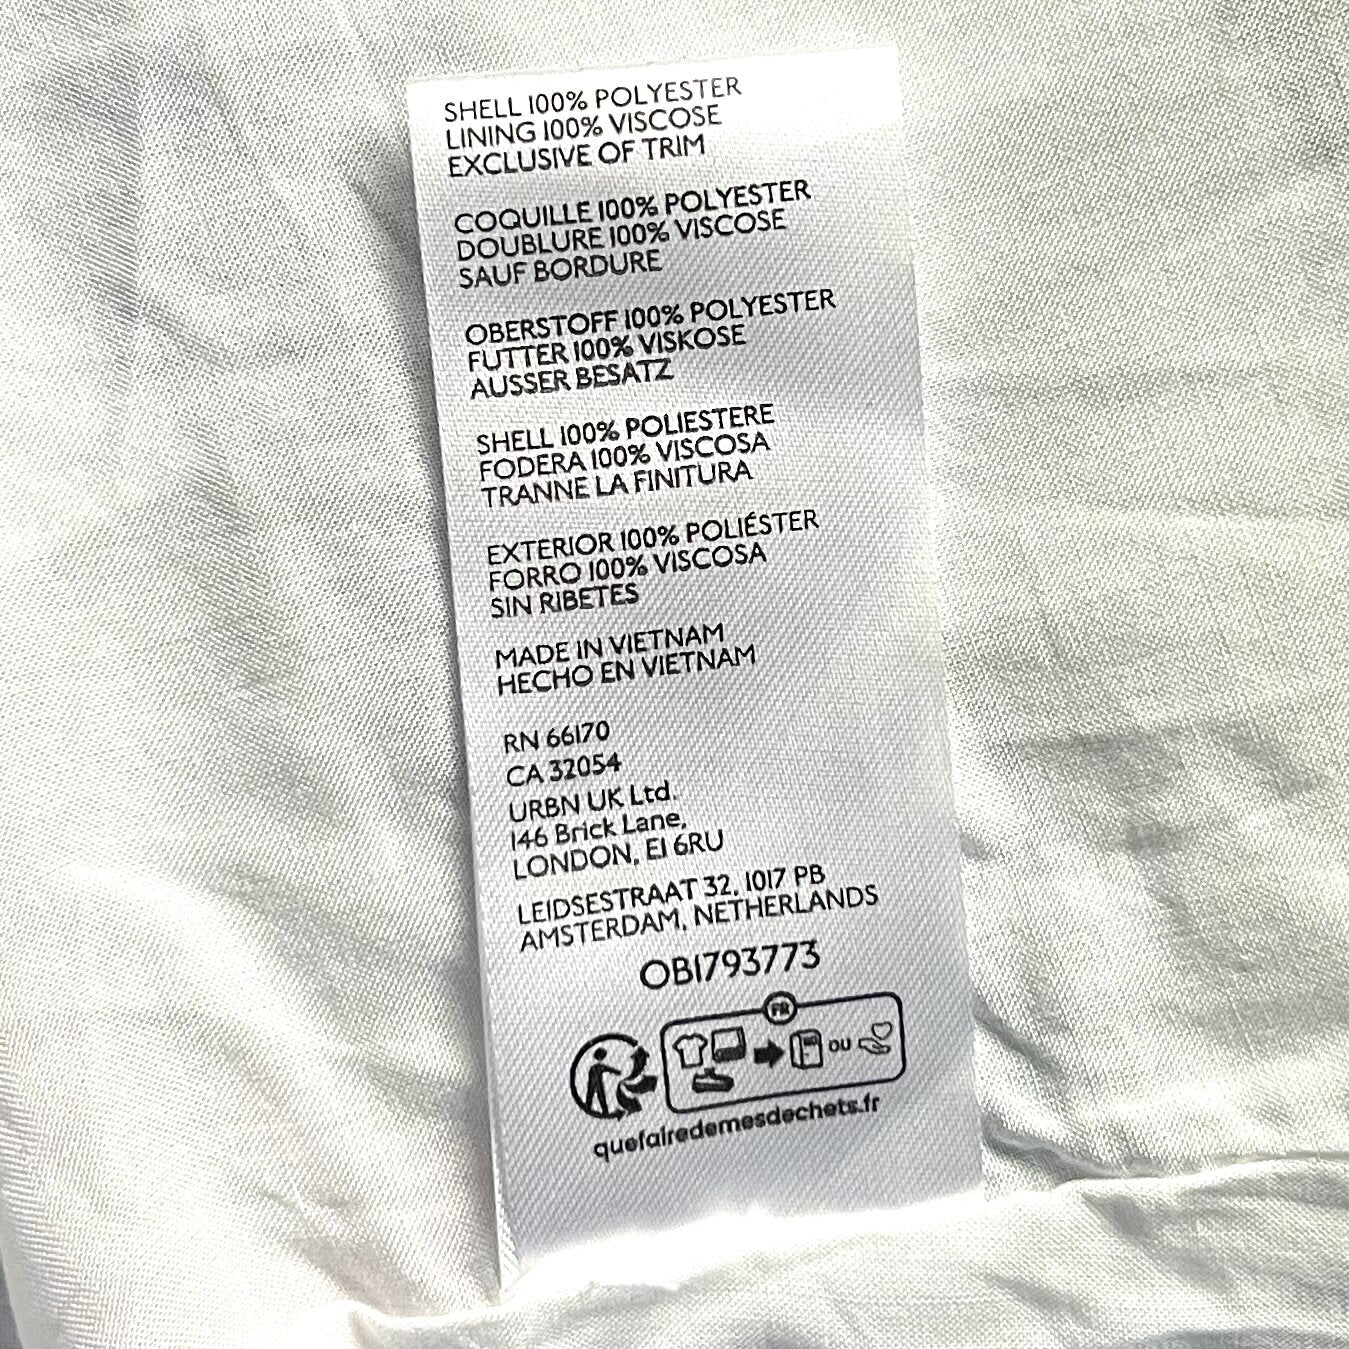 SHELL 100% POLYESTER
LINING 100% VISCOSE
EXCLUSIVE OF TRIM
COQUILLE 100% POLYESTER
DOUBLURE 100% VISCOSE
SAUF BORDURE
OBERSTOFF 100% POLYESTER
FUTTER 100% VISKOSE
AUSSER BESATZ
SHELL 100% POLIESTERE
FODERA 100% VISCOSA
TRANNE LA FINITURA
EXTERIOR 100% POLIÉSTER
FORRO 100% VISCOSA
SIN RIBETES
MADE IN VIETNAM
HECHO EN VIETNAM
RN 66170
CA 32054
URBN UK Ltd.
146 Brick Lane,
LONDON, E1 6RU
LEIDSESTRAAT 32, 1017 PB
AMSTERDAM, NETHERLANDS
OB1793773
FR
OU
quefairedemesdechets.fr